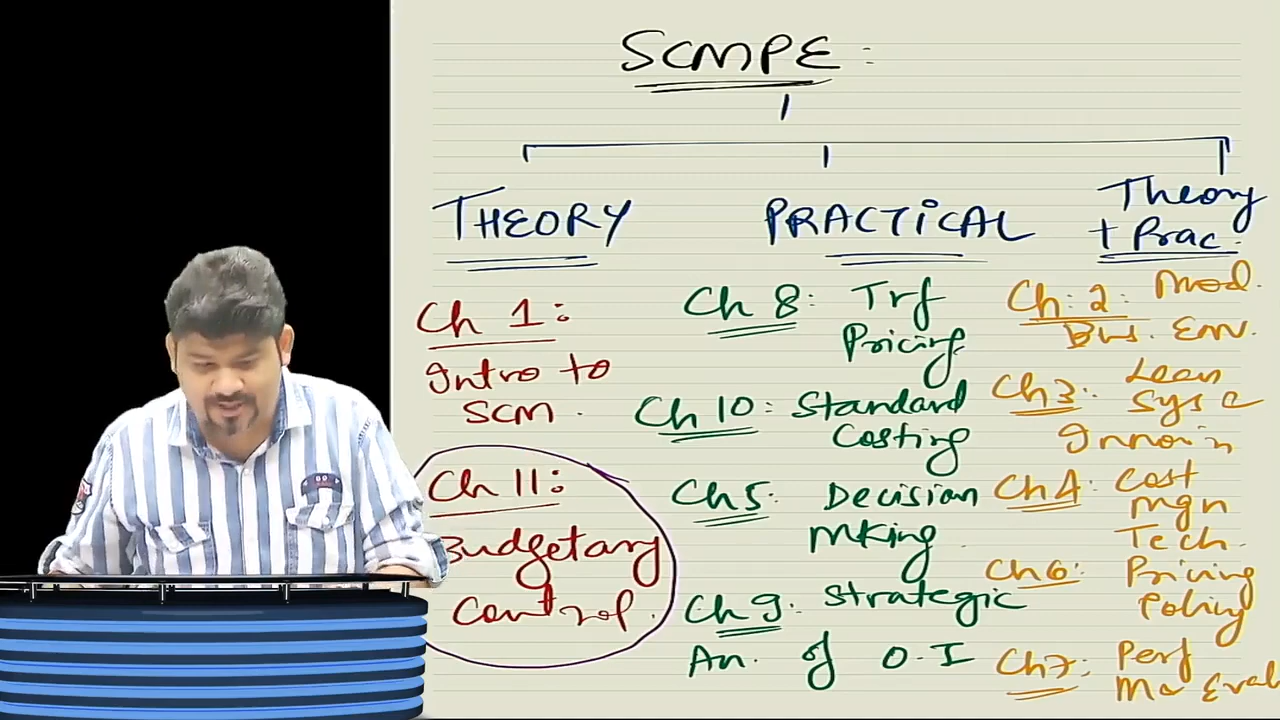 SCMPE:
THEORY
Ch 1:
Intro to
SCM.
Ch 11:
Budgetary
Control.
PRACTICAL
Ch 8: Trf
Pricing
Ch 10: Standard
Costing
Ch 5: Decision
Mking
Ch 9: Strategic
An. of O.I
Theory
+ Prac.
Ch: 2: Mod.
Bus. Env.
Ch 3: Lean
Sys &
Ch 4: Cost
Mgn
Tech.
Ch 6: Pricing
Policy
Ch 7: Perf
Eval